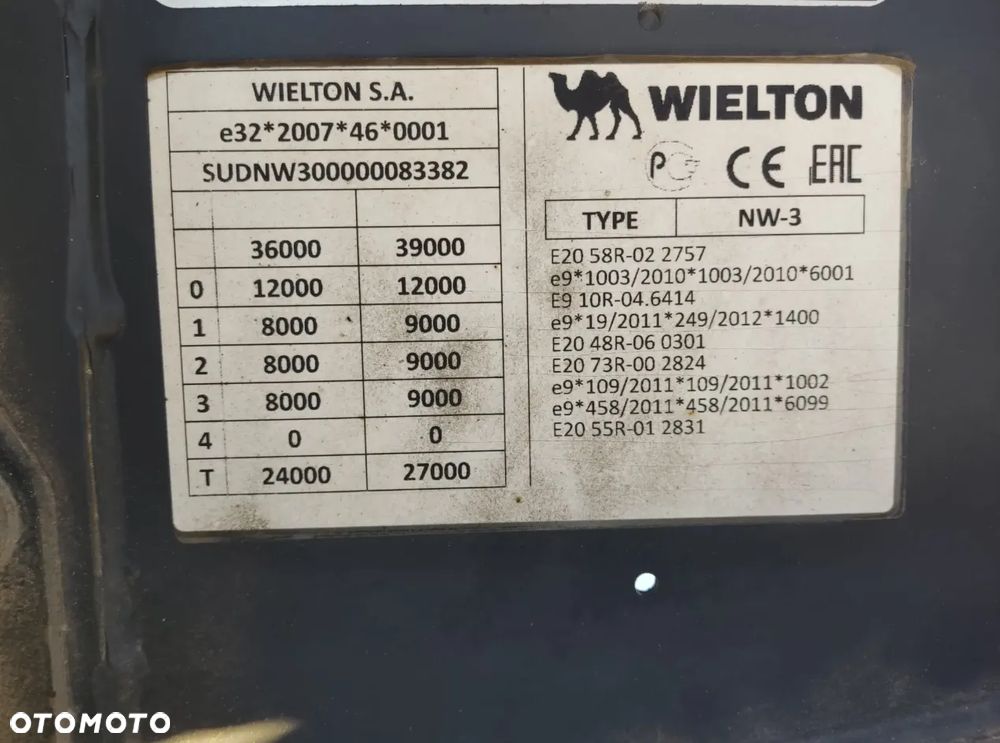 WIELTON S.A.
e32*2007*46*0001
SUDNW300000083382
36000 39000
0 12000 12000
1 8000 9000
2 8000 9000
3 8000 9000
4 0 0
T 24000 27000
WIELTON
PG CE EAC
TYPE NW-3
E20 58R-02 2757
e9*1003/2010*1003/2010*6001
E9 10R-04.6414
e9*19/2011*249/2012*1400
E20 48R-06 0301
E20 73R-00 2824
e9*109/2011*109/2011*1002
e9*458/2011*458/2011*6099
E20 55R-01 2831
OTOMOTO